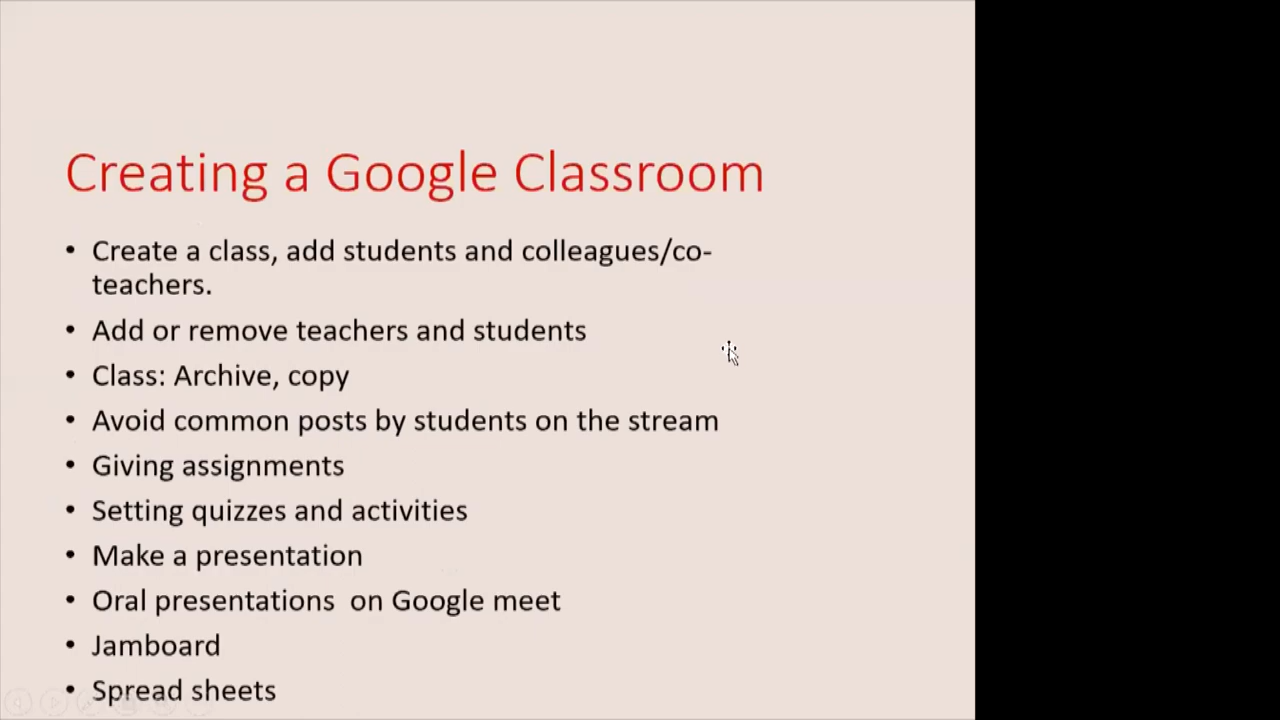 Creating a Google Classroom
• Create a class, add students and colleagues/co-
teachers.
• Add or remove teachers and students
• Class: Archive, copy
• Avoid common posts by students on the stream
• Giving assignments
• Setting quizzes and activities
• Make a presentation
• Oral presentations  on Google meet
• Jamboard
• Spread sheets